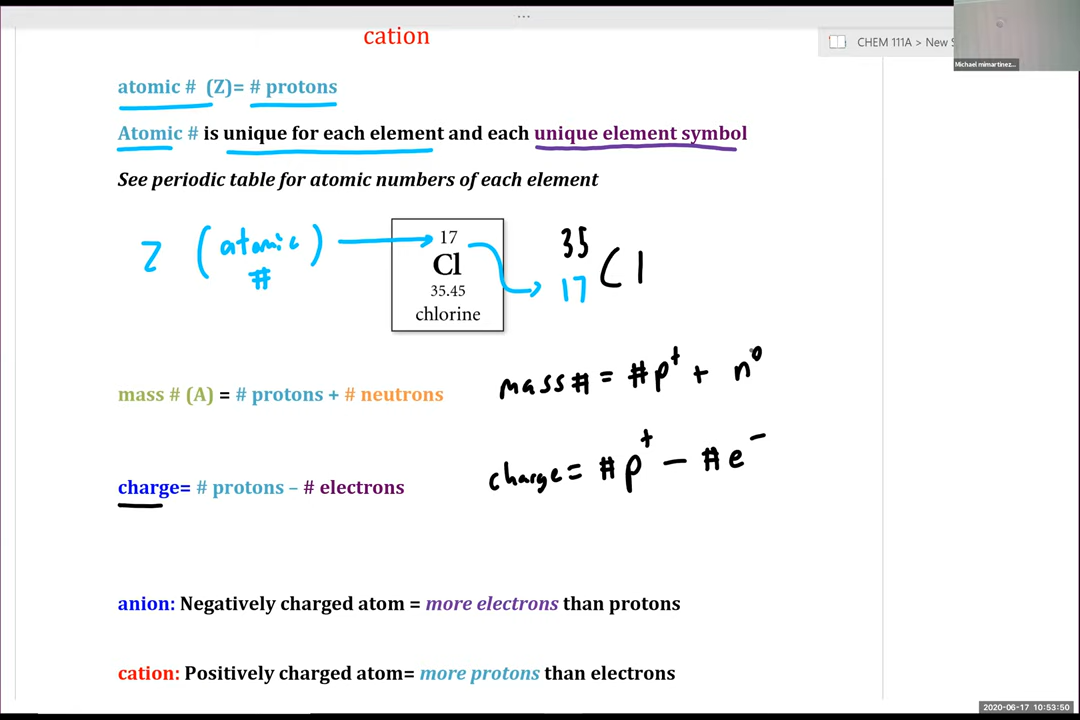 cation
CHEM 111A > New S
Michael mimartinez...
atomic # (Z)= # protons
Atomic # is unique for each element and each unique element symbol
See periodic table for atomic numbers of each element
Z (atomic #)
17
Cl
35.45
chlorine
35
17 Cl
mass # (A) = # protons + # neutrons
mass# = #p+ + n0
charge= # protons – # electrons
charge= #p+ – #e–
anion: Negatively charged atom = more electrons than protons
cation: Positively charged atom= more protons than electrons
2020-06-17 10:53:50